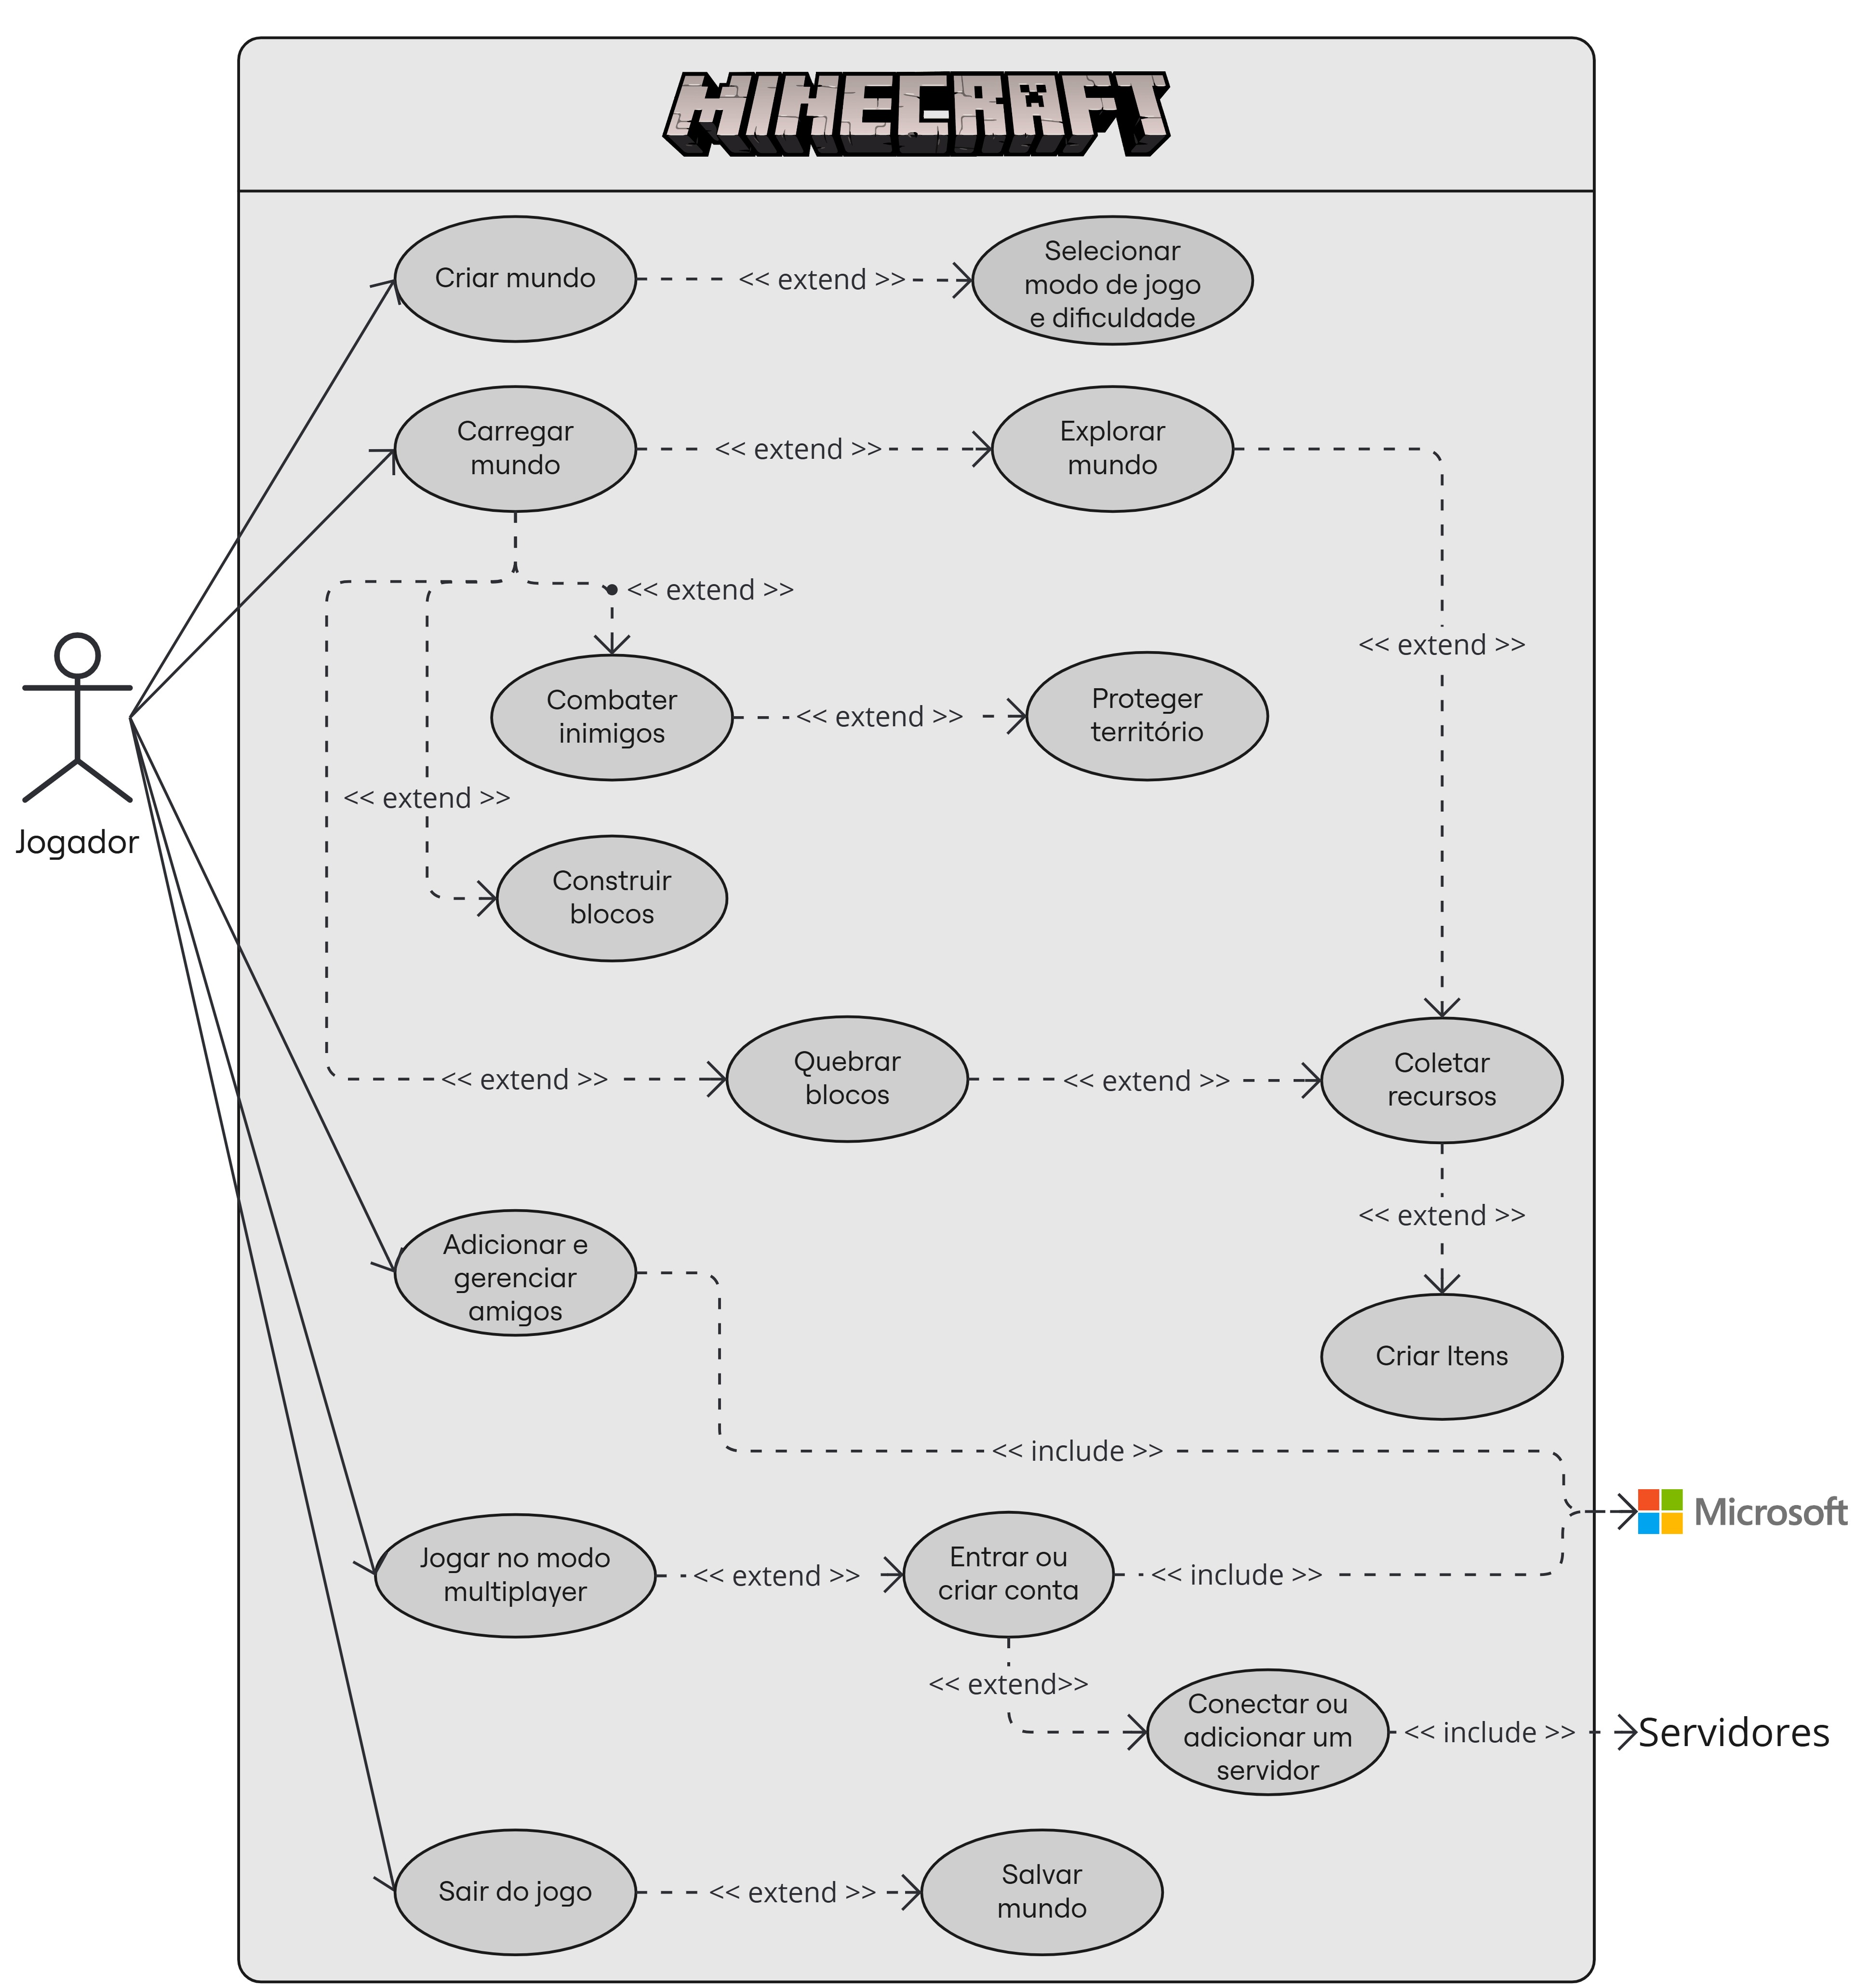 MINECRAFT
Criar mundo
<< extend >>
Selecionar
modo de jogo
e dificuldade
Carregar
mundo
<< extend >>
Explorar
mundo
<< extend >>
<< extend >>
Combater
inimigos
<< extend >>
Proteger
território
Jogador
<< extend >>
Construir
blocos
<< extend >>
Quebrar
blocos
<< extend >>
Coletar
recursos
<< extend >>
Adicionar e
gerenciar
amigos
Criar Itens
<< include >>
Microsoft
Jogar no modo
multiplayer
<< extend >>
Entrar ou
criar conta
<< include >>
<< extend>>
Conectar ou
adicionar um
servidor
<< include >>
Servidores
Sair do jogo
<< extend >>
Salvar
mundo